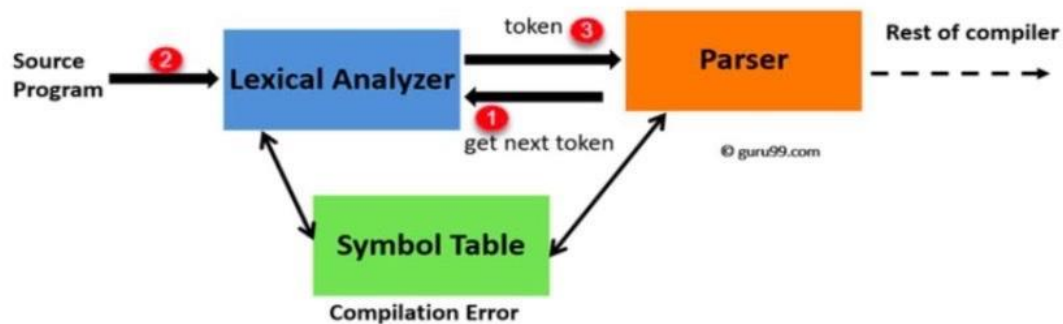 Source
Program
2
Lexical Analyzer
token 3
1
get next token
Parser
Rest of compiler
© guru99.com
Symbol Table
Compilation Error